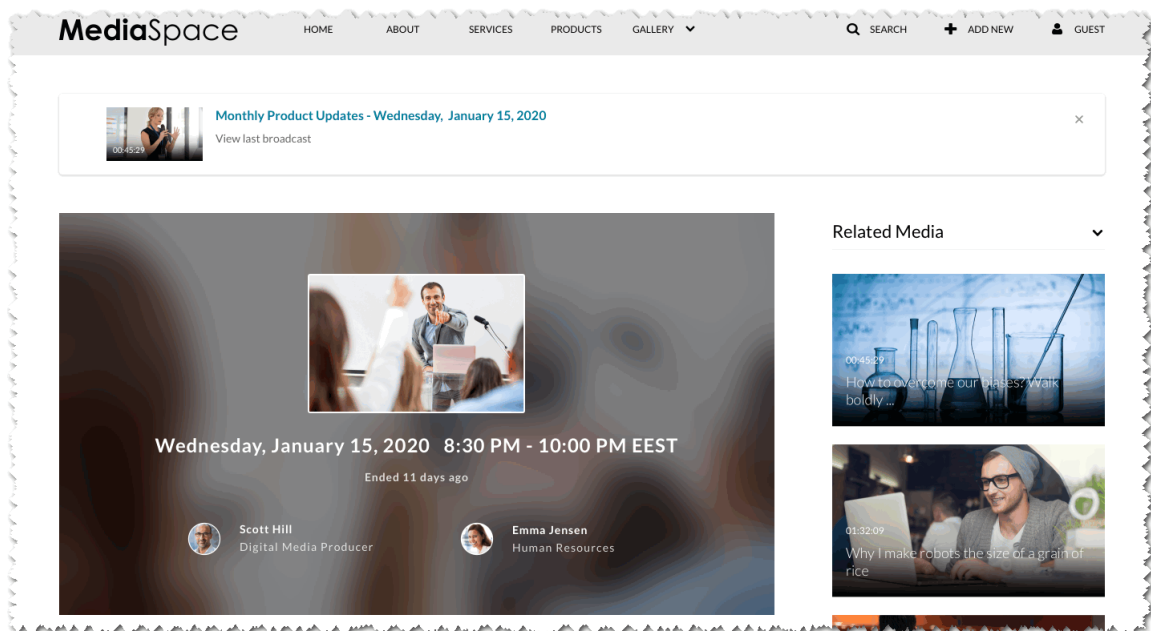 MediaSpace
HOME ABOUT SERVICES PRODUCTS GALLERY SEARCH ADD NEW GUEST
Monthly Product Updates - Wednesday, January 15, 2020
View last broadcast
00:45:29
Wednesday, January 15, 2020 8:30 PM - 10:00 PM EEST
Ended 11 days ago
Scott Hill
Digital Media Producer
Emma Jensen
Human Resources
Related Media
00:45:29
How to overcome our biases? Walk
boldly ...
01:32:09
Why I make robots the size of a grain of
rice